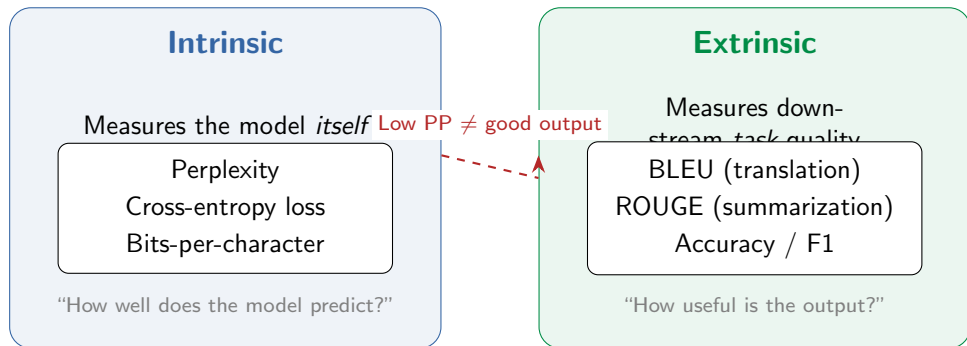 Intrinsic
Measures the model itself
Perplexity
Cross-entropy loss
Bits-per-character
“How well does the model predict?”
Low PP ≠ good output
Extrinsic
Measures down-
stream task quality
BLEU (translation)
ROUGE (summarization)
Accuracy / F1
“How useful is the output?”